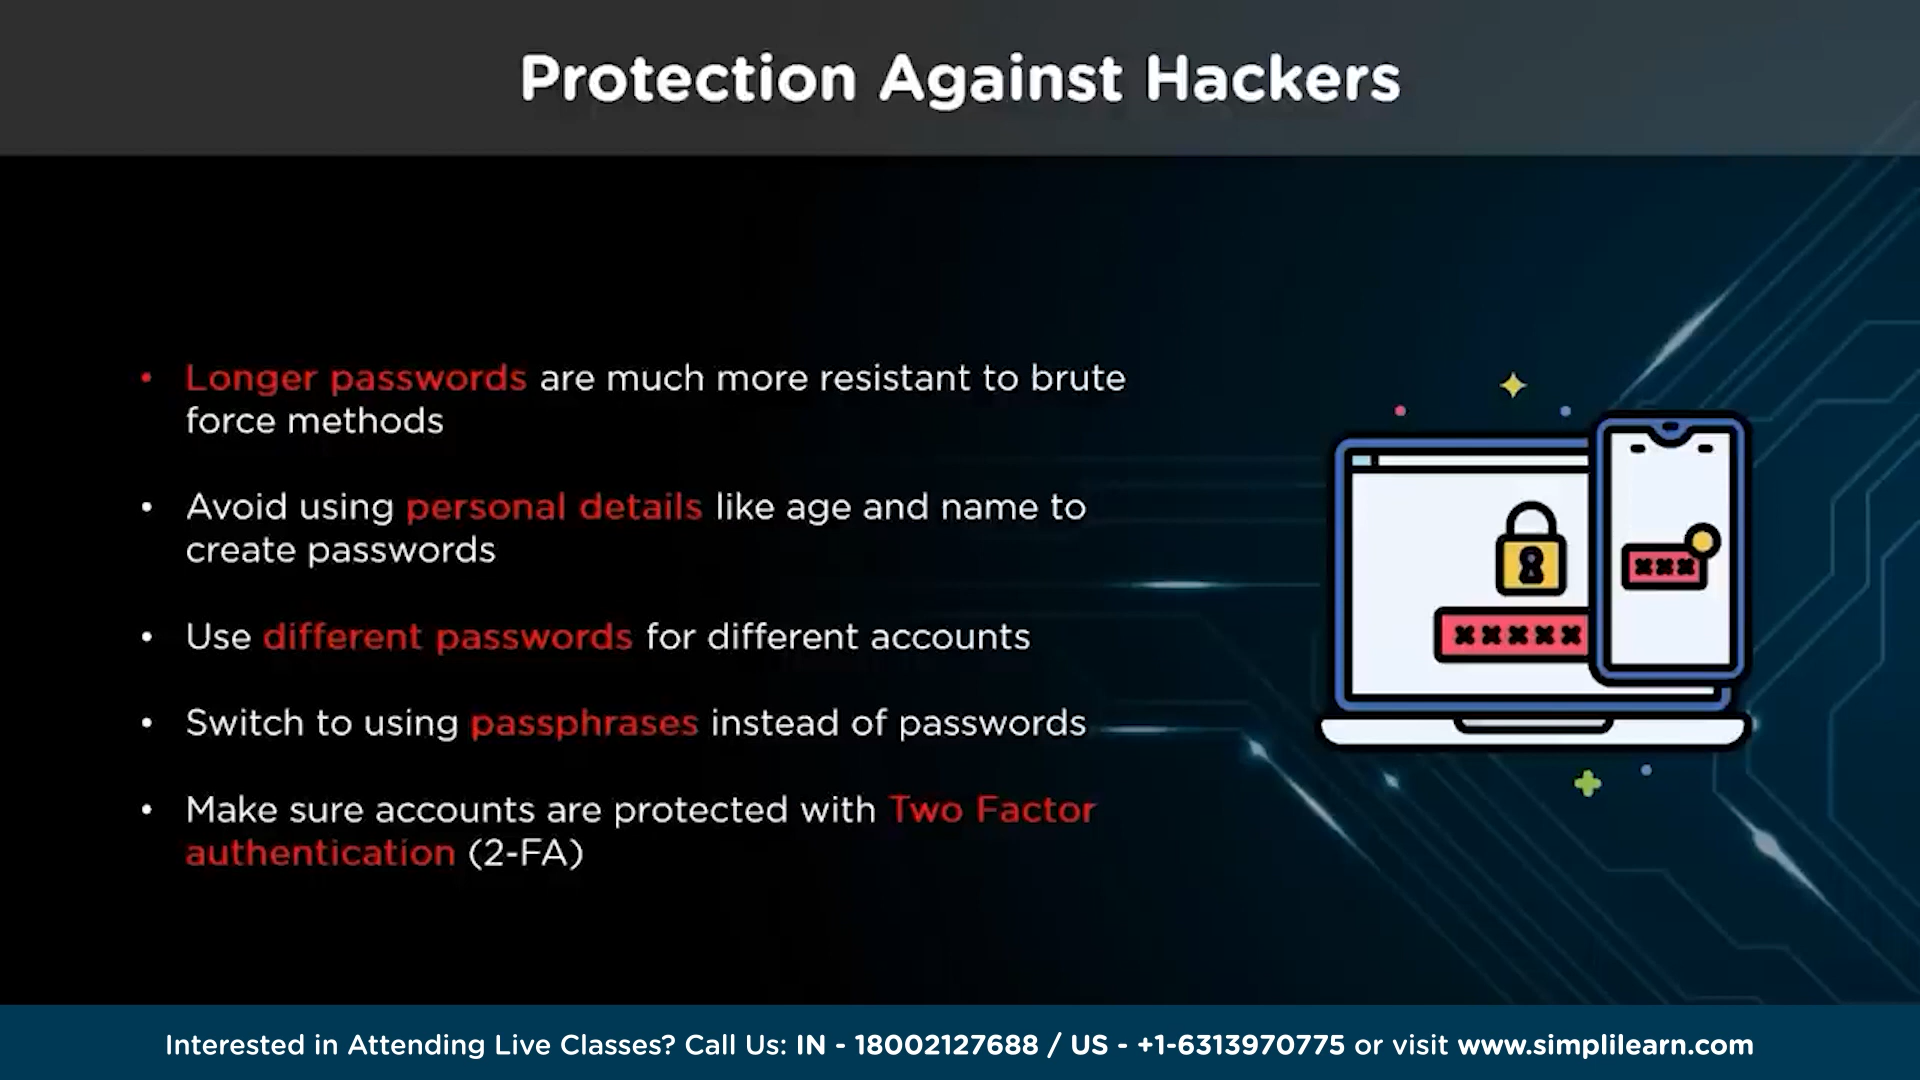 Protection Against Hackers
• Longer passwords are much more resistant to brute
force methods
• Avoid using personal details like age and name to
create passwords
• Use different passwords for different accounts
• Switch to using passphrases instead of passwords
• Make sure accounts are protected with Two Factor
authentication (2-FA)
Interested in Attending Live Classes? Call Us: IN - 18002127688 / US - +1-6313970775 or visit www.simplilearn.com